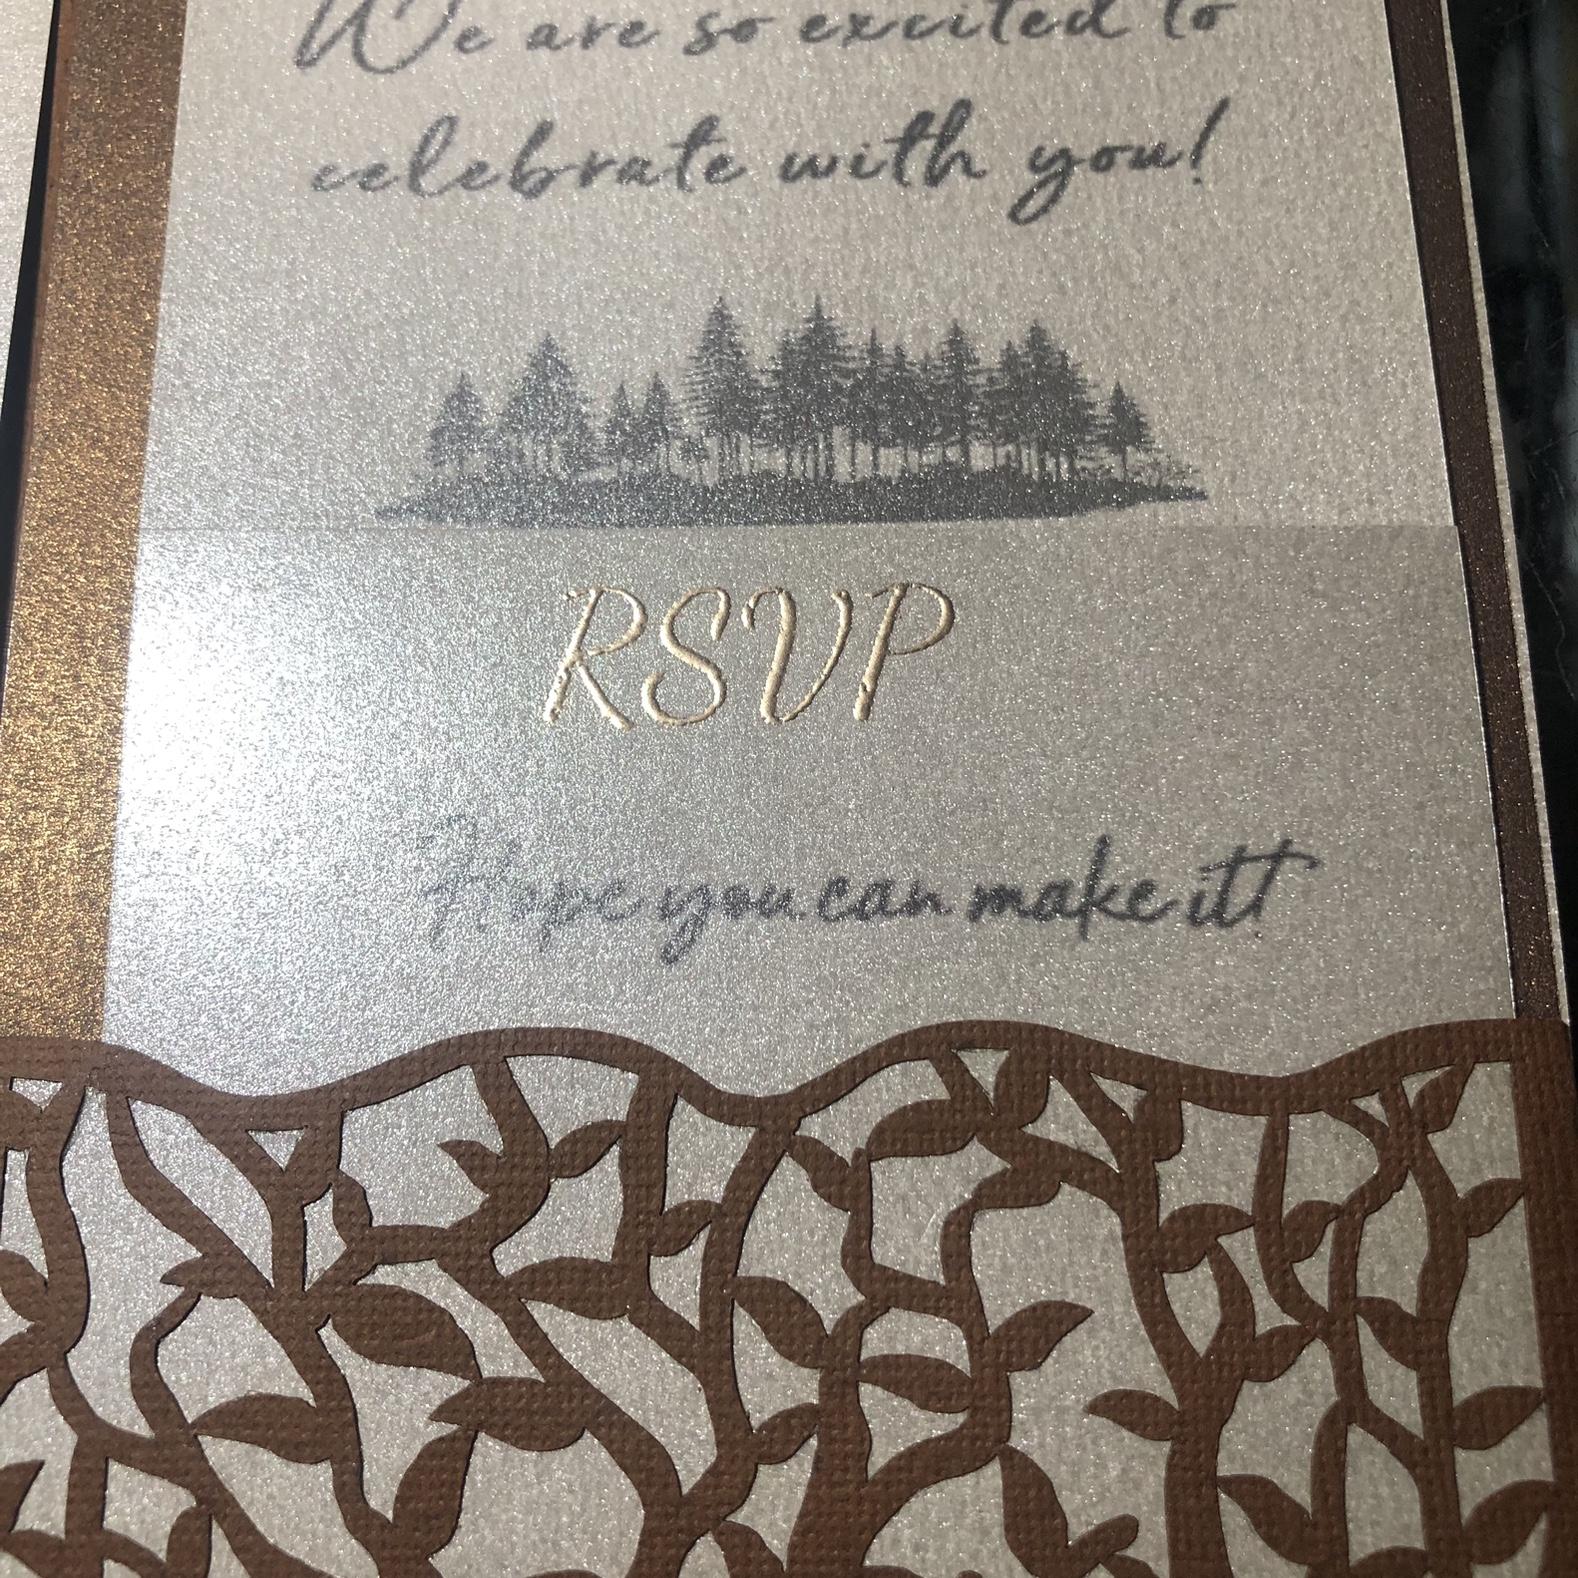 We are so excited to
celebrate with you!
RSVP
Hope you can make it!